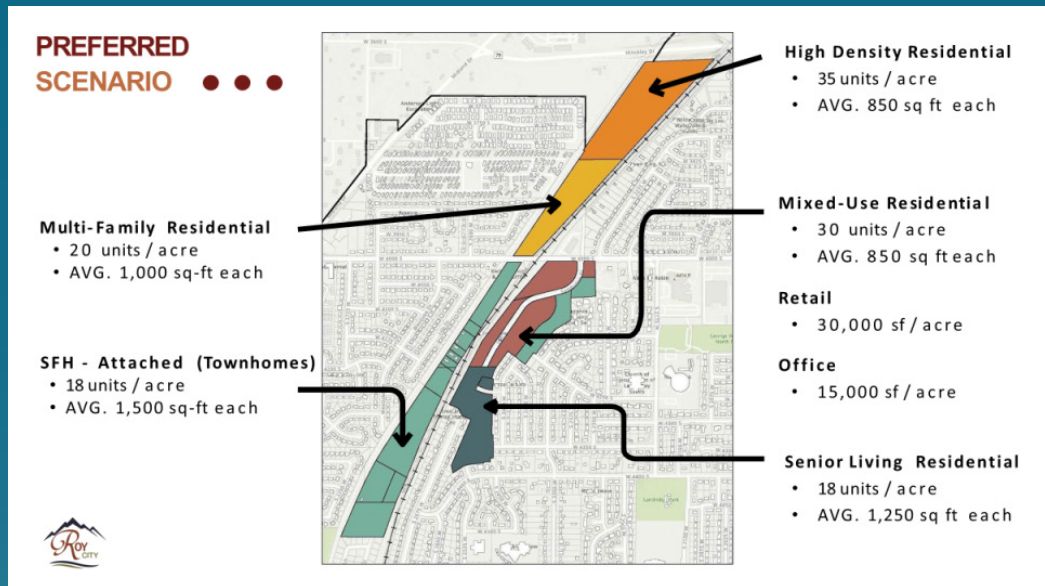 PREFERRED
SCENARIO
High Density Residential
• 35 units / acre
• AVG. 850 sq ft each
Multi-Family Residential
• 20 units / acre
• AVG. 1,000 sq-ft each
Mixed-Use Residential
• 30 units / acre
• AVG. 850 sq ft each
Retail
• 30,000 sf / acre
Office
• 15,000 sf / acre
SFH - Attached (Townhomes)
• 18 units / acre
• AVG. 1,500 sq-ft each
Senior Living Residential
• 18 units / acre
• AVG. 1,250 sq ft each
Hinckley Dr
79
ROY
CITY